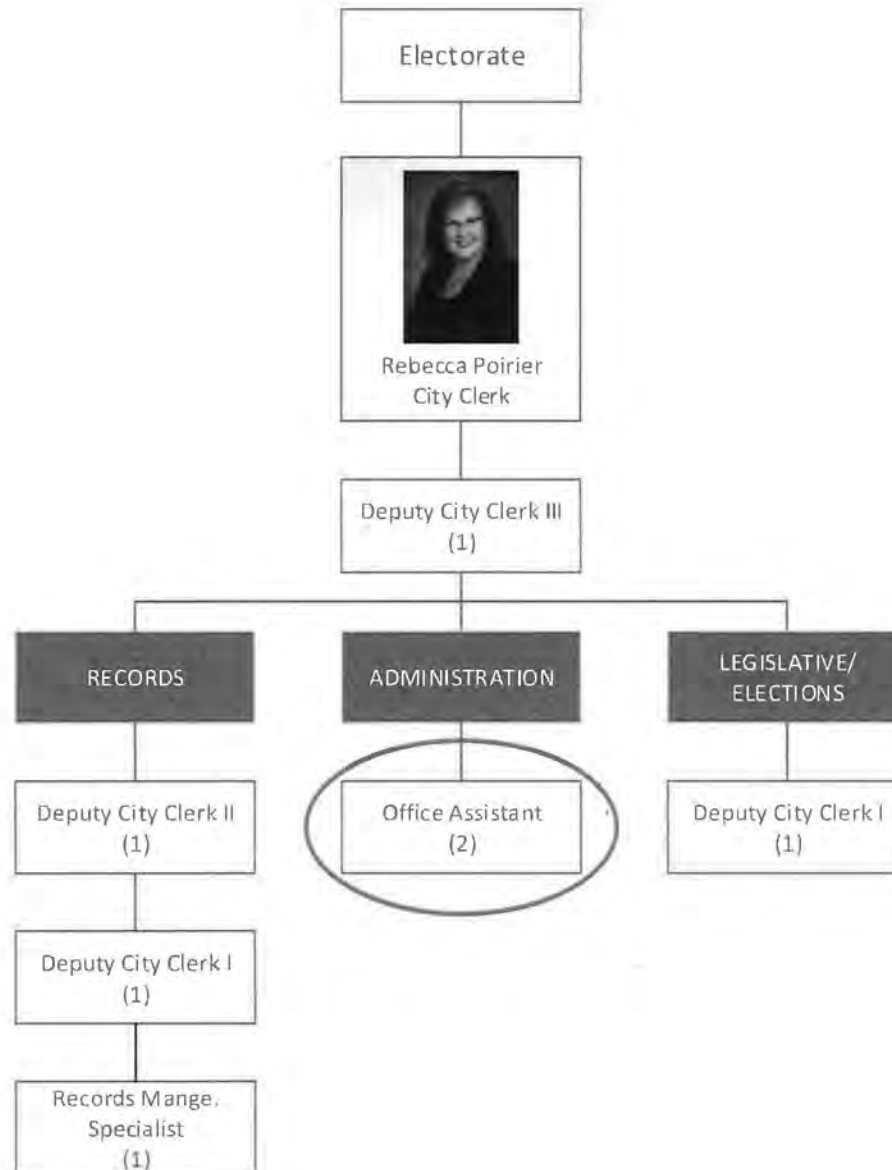 Electorate
Rebecca Poirier
City Clerk
Deputy City Clerk III
(1)
RECORDS
ADMINISTRATION
LEGISLATIVE/
ELECTIONS
Deputy City Clerk II
(1)
Office Assistant
(2)
Deputy City Clerk I
(1)
Deputy City Clerk I
(1)
Records Mange.
Specialist
(1)